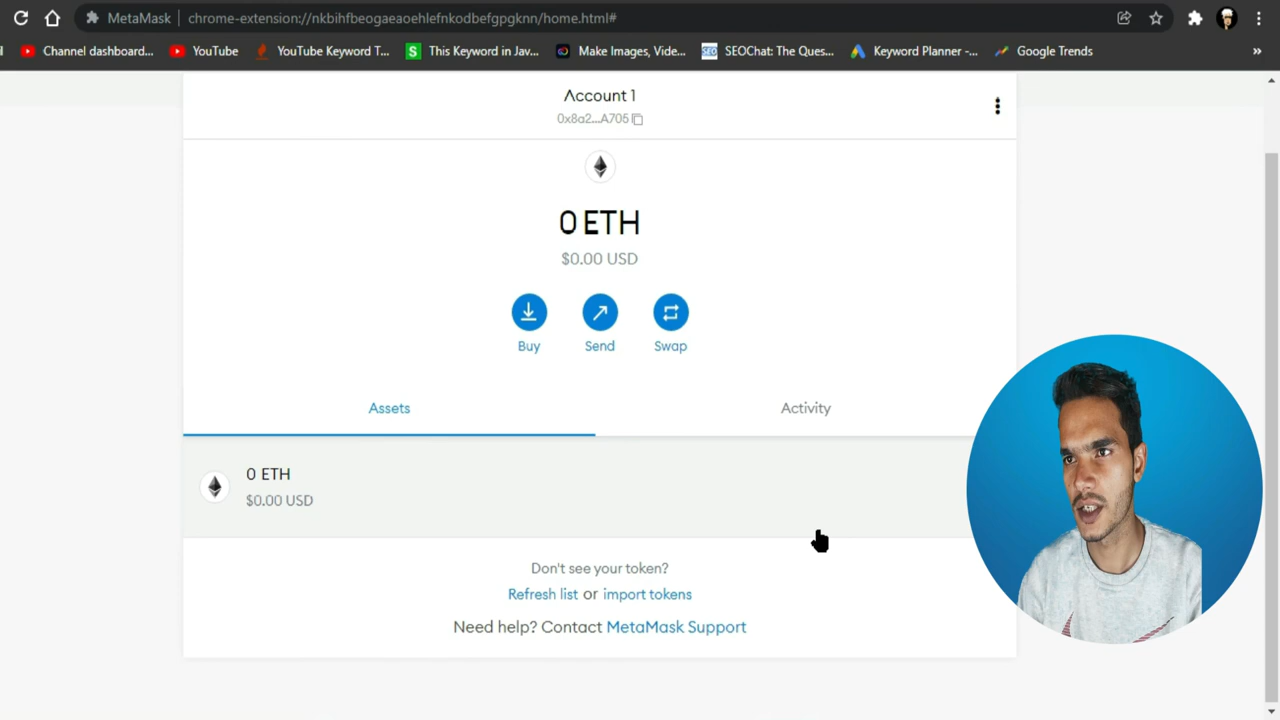 MetaMask chrome-extension://nkbihfbeogaeaoehlefnkodbefgpgknn/home.html#
Channel dashboard... YouTube YouTube Keyword T... This Keyword in Jav... Make Images, Vide... SEOChat: The Ques... Keyword Planner -... Google Trends »
Account 1
0x8a2...A705
0 ETH
$0.00 USD
Buy Send Swap
Assets Activity
0 ETH
$0.00 USD
Don't see your token?
Refresh list or import tokens
Need help? Contact MetaMask Support